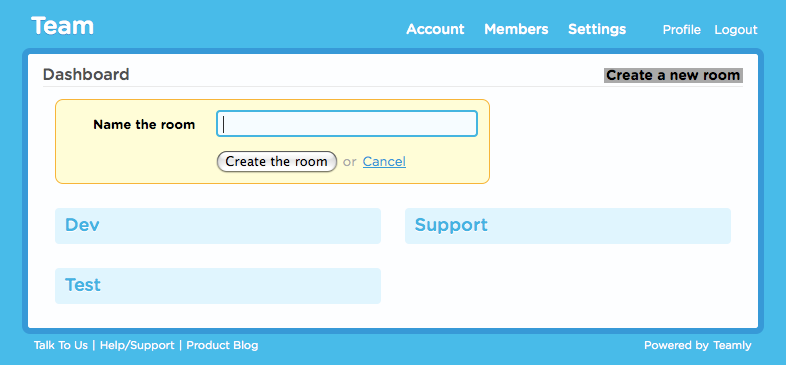 Team
Account Members Settings Profile Logout
Dashboard
Create a new room
Name the room
Create the room or Cancel
Dev
Support
Test
Talk To Us | Help/Support | Product Blog
Powered by Teamly